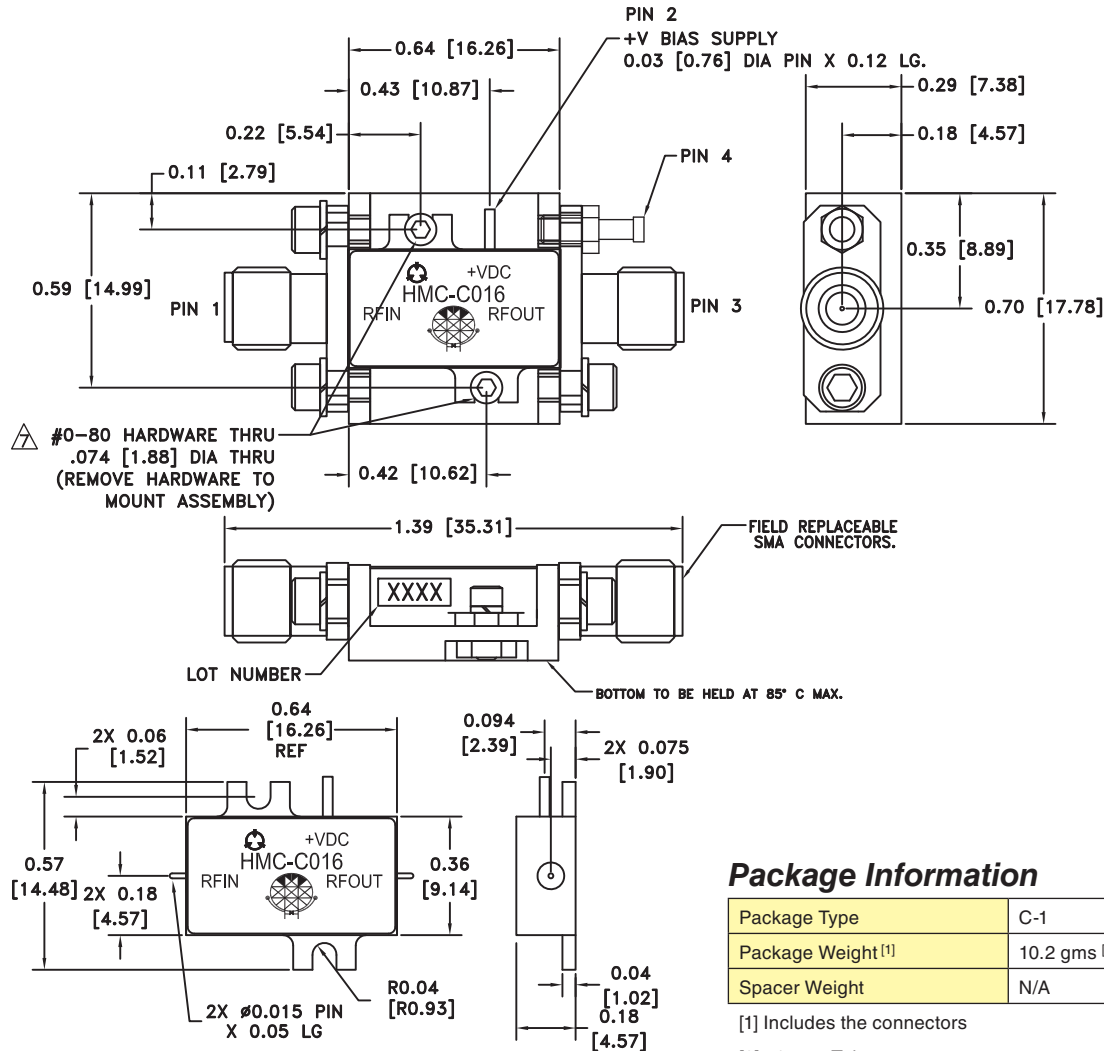 PIN 2
+V BIAS SUPPLY
0.03 [0.76] DIA PIN X 0.12 LG.
0.64 [16.26]
0.43 [10.87]
0.22 [5.54]
0.11 [2.79]
PIN 4
0.29 [7.38]
0.18 [4.57]
0.59 [14.99]
PIN 1
+VDC
HMC-C016
RFIN
RFOUT
PIN 3
0.35 [8.89]
0.70 [17.78]
7
#0-80 HARDWARE THRU
.074 [1.88] DIA THRU
(REMOVE HARDWARE TO
MOUNT ASSEMBLY)
0.42 [10.62]
1.39 [35.31]
FIELD REPLACEABLE
SMA CONNECTORS.
XXXX
LOT NUMBER
BOTTOM TO BE HELD AT 85° C MAX.
0.64
[16.26]
REF
2X 0.06
[1.52]
0.094
[2.39]
2X 0.075
[1.90]
+VDC
HMC-C016
RFIN
RFOUT
0.57
[14.48]
2X 0.18
[4.57]
0.36
[9.14]
R0.04
[R0.93]
2X ø0.015 PIN
X 0.05 LG
0.04
[1.02]
0.18
[4.57]
Package Information
Package Type C-1
Package Weight [1] 10.2 gms
Spacer Weight N/A
[1] Includes the connectors